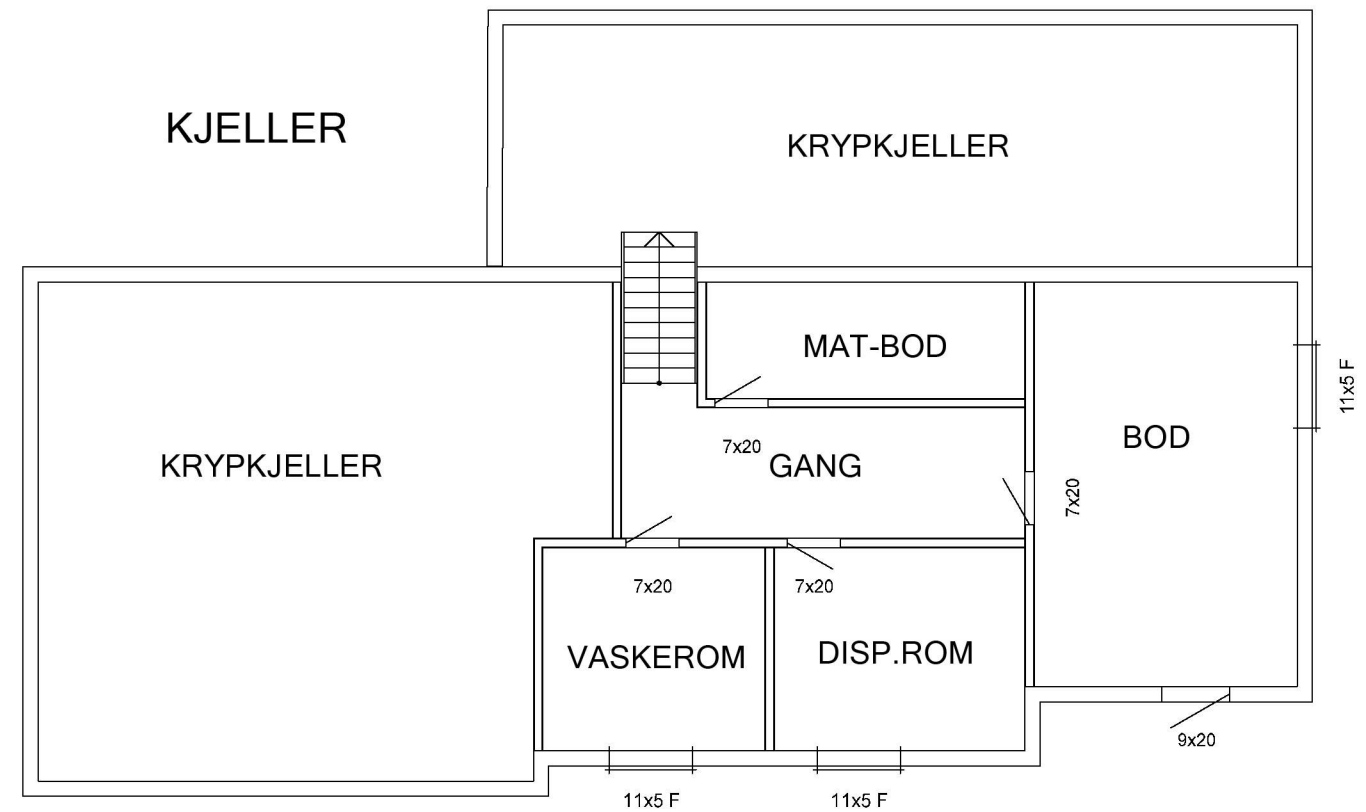 KJELLER
KRYPKJELLER
MAT-BOD
11x5 F
BOD
7x20
GANG
KRYPKJELLER
7x20
7x20
7x20
VASKEROM
DISP.ROM
9x20
11x5 F
11x5 F